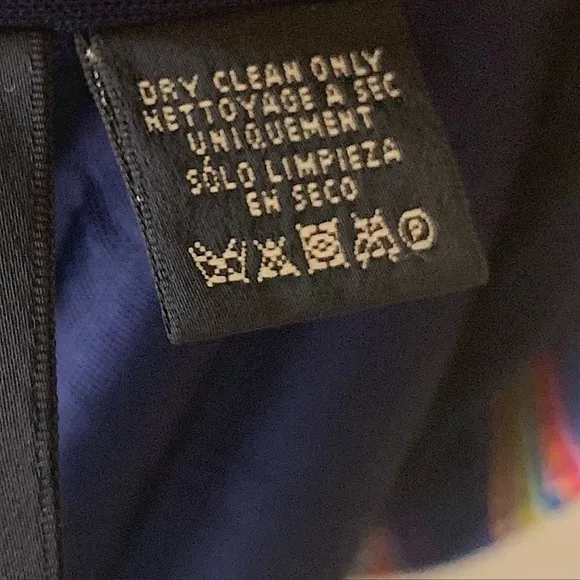 DRY CLEAN ONLY
NETTOYAGE A SEC
UNIQUEMENT
SÓLO LIMPIEZA
EN SECO
P